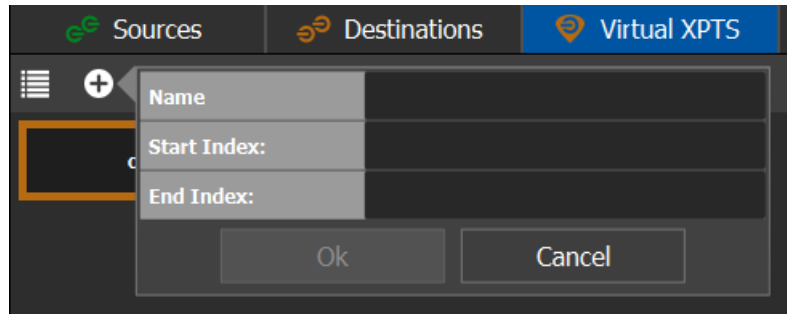 Sources
Destinations
Virtual XPTS
Name
Start Index:
End Index:
Ok
Cancel